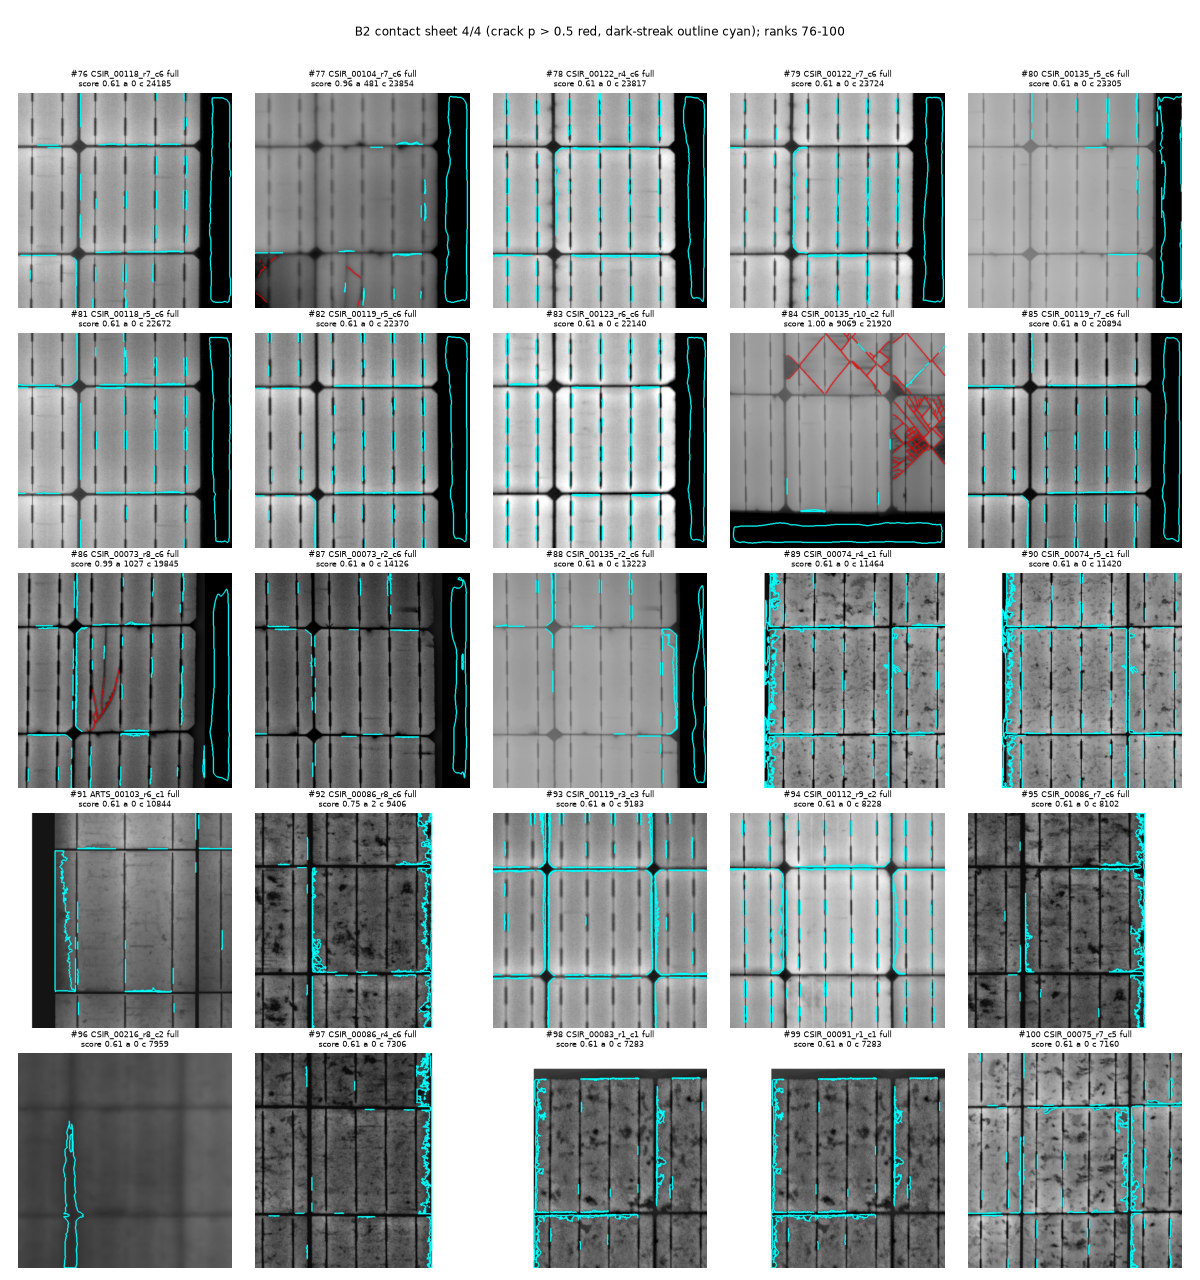 B2 contact sheet 4/4 (crack p > 0.5 red, dark-streak outline cyan); ranks 76-100
#76 CSIR_00118_r7_c6 full
score 0.61 a 0 c 24185
#77 CSIR_00104_r7_c6 full
score 0.96 a 481 c 23854
#78 CSIR_00122_r4_c6 full
score 0.61 a 0 c 23817
#79 CSIR_00122_r7_c6 full
score 0.61 a 0 c 23724
#80 CSIR_00135_r5_c6 full
score 0.61 a 0 c 23305
#81 CSIR_00118_r5_c6 full
score 0.61 a 0 c 22672
#82 CSIR_00119_r5_c6 full
score 0.61 a 0 c 22370
#83 CSIR_00123_r6_c6 full
score 0.61 a 0 c 22140
#84 CSIR_00135_r10_c2 full
score 1.00 a 9069 c 21920
#85 CSIR_00119_r7_c6 full
score 0.61 a 0 c 20894
#86 CSIR_00073_r8_c6 full
score 0.99 a 1027 c 19845
#87 CSIR_00073_r2_c6 full
score 0.61 a 0 c 14126
#88 CSIR_00135_r2_c6 full
score 0.61 a 0 c 13223
#89 CSIR_00074_r4_c1 full
score 0.61 a 0 c 11464
#90 CSIR_00074_r5_c1 full
score 0.61 a 0 c 11420
#91 ARTS_00103_r6_c1 full
score 0.61 a 0 c 10844
#92 CSIR_00086_r8_c6 full
score 0.75 a 2 c 9406
#93 CSIR_00119_r3_c3 full
score 0.61 a 0 c 9183
#94 CSIR_00112_r9_c2 full
score 0.61 a 0 c 8228
#95 CSIR_00086_r7_c6 full
score 0.61 a 0 c 8102
#96 CSIR_00216_r8_c2 full
score 0.61 a 0 c 7959
#97 CSIR_00086_r4_c6 full
score 0.61 a 0 c 7306
#98 CSIR_00083_r1_c1 full
score 0.61 a 0 c 7283
#99 CSIR_00091_r1_c1 full
score 0.61 a 0 c 7283
#100 CSIR_00075_r7_c5 full
score 0.61 a 0 c 7160